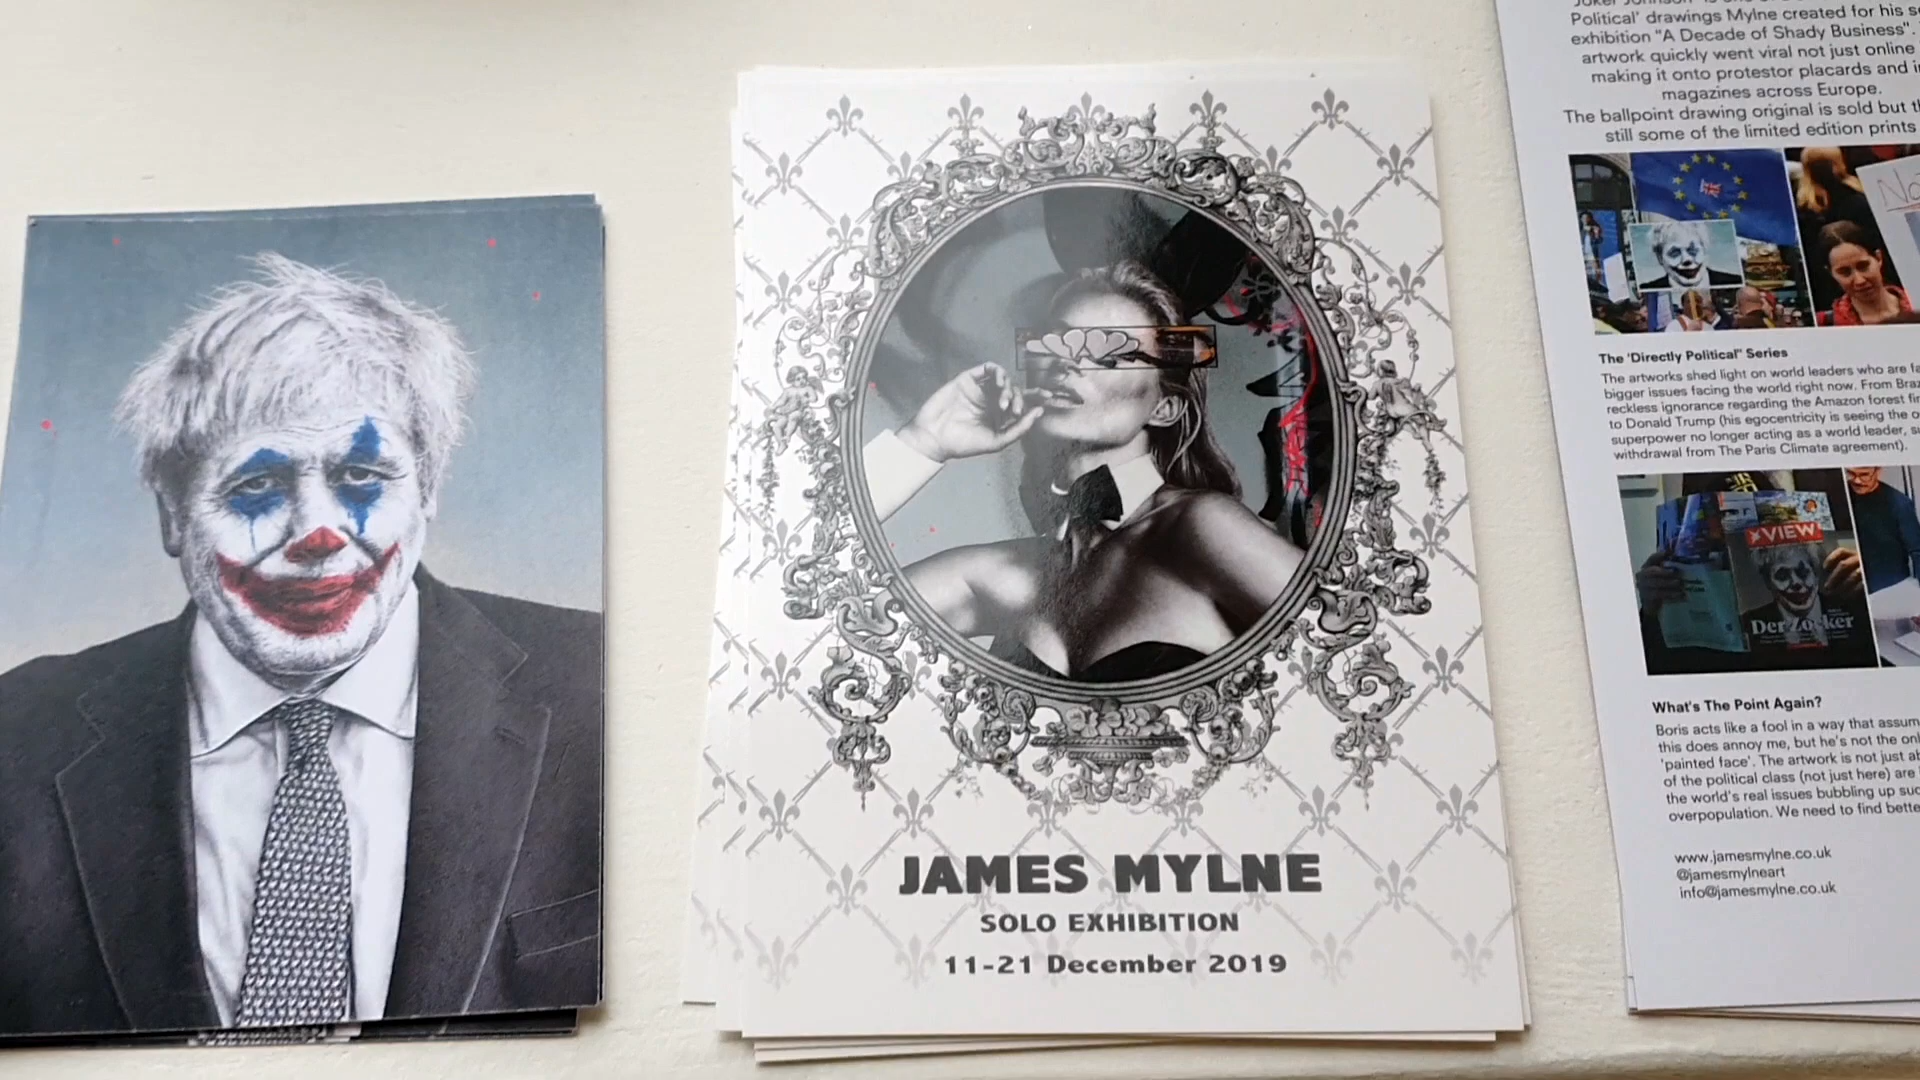 JAMES MYLNE
SOLO EXHIBITION
11-21 December 2019
Political' drawings Mylne created for his
exhibition "A Decade of Shady Business".
artwork quickly went viral not just online
making it onto protestor placards and
magazines across Europe.
The ballpoint drawing original is sold but
still some of the limited edition prints
VIEW
Der Zocker
The 'Directly Political" Series
The artworks shed light on world leaders who are
bigger issues facing the world right now. From
reckless ignorance regarding the Amazon forest
to Donald Trump (his egocentricity is seeing the
superpower no longer acting as a world leader,
withdrawal from The Paris Climate agreement).
What's The Point Again?
Boris acts like a fool in a way that
this does annoy me, but he's not the
'painted face'. The artwork is not just
of the political class (not just here) are
the world's real issues bubbling up
overpopulation. We need to find
www.jamesmylne.co.uk
@jamesmylneart
info@jamesmylne.co.uk